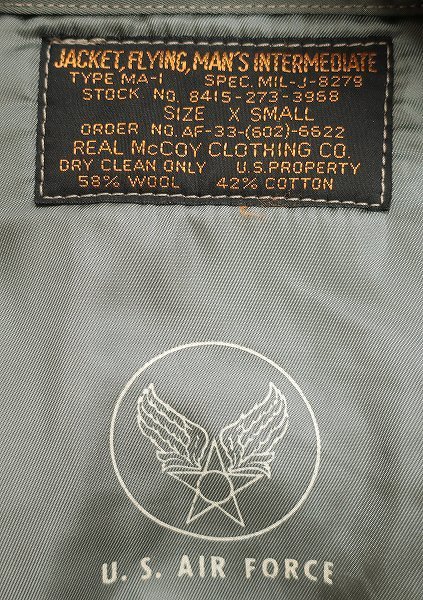 JACKET, FLYING, MAN'S INTERMEDIATE
TYPE MA-1 SPEC. MIL-J-8279
STOCK NO. 8415-273-3968
SIZE X SMALL
ORDER NO. AF-33-(602)-6622
REAL McCOY CLOTHING CO.
DRY CLEAN ONLY U.S. PROPERTY
58% WOOL 42% COTTON
U. S. AIR FORCE